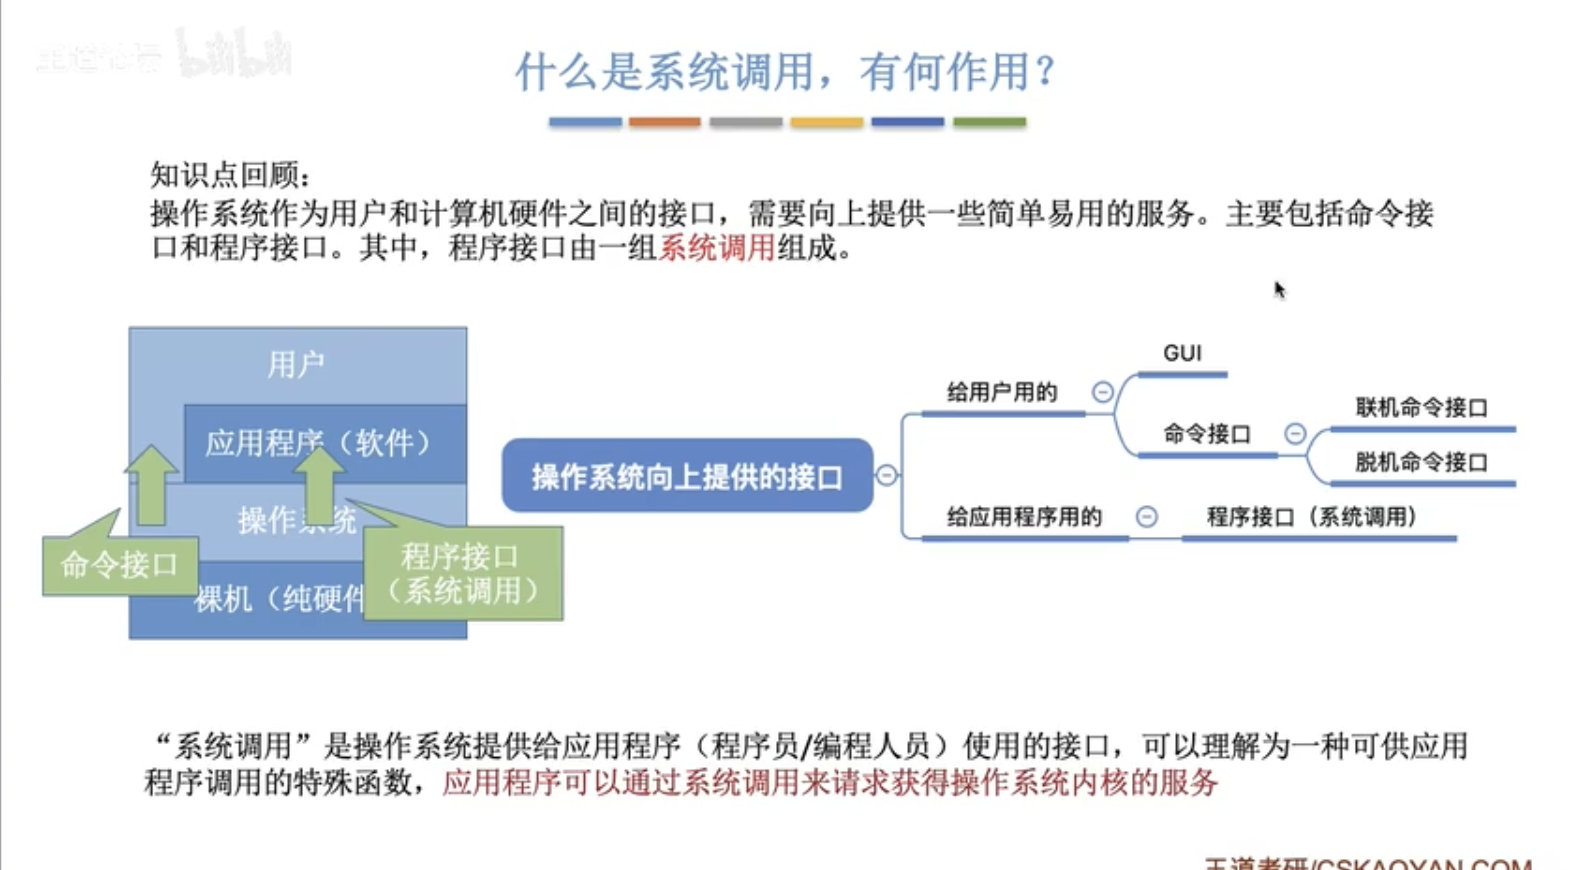 bilibili
什么是系统调用，有何作用？
知识点回顾：
操作系统作为用户和计算机硬件之间的接口，需要向上提供一些简单易用的服务。主要包括命令接
口和程序接口。其中，程序接口由一组系统调用组成。
用户
应用程序（软件）
操作系统
裸机（纯硬件
命令接口
程序接口
（系统调用）
操作系统向上提供的接口
给用户用的
GUI
命令接口
联机命令接口
脱机命令接口
给应用程序用的
程序接口（系统调用）
“系统调用”是操作系统提供给应用程序（程序员/编程人员）使用的接口，可以理解为一种可供应用
程序调用的特殊函数，应用程序可以通过系统调用来请求获得操作系统内核的服务
王道考研/CSKAOYAN.COM